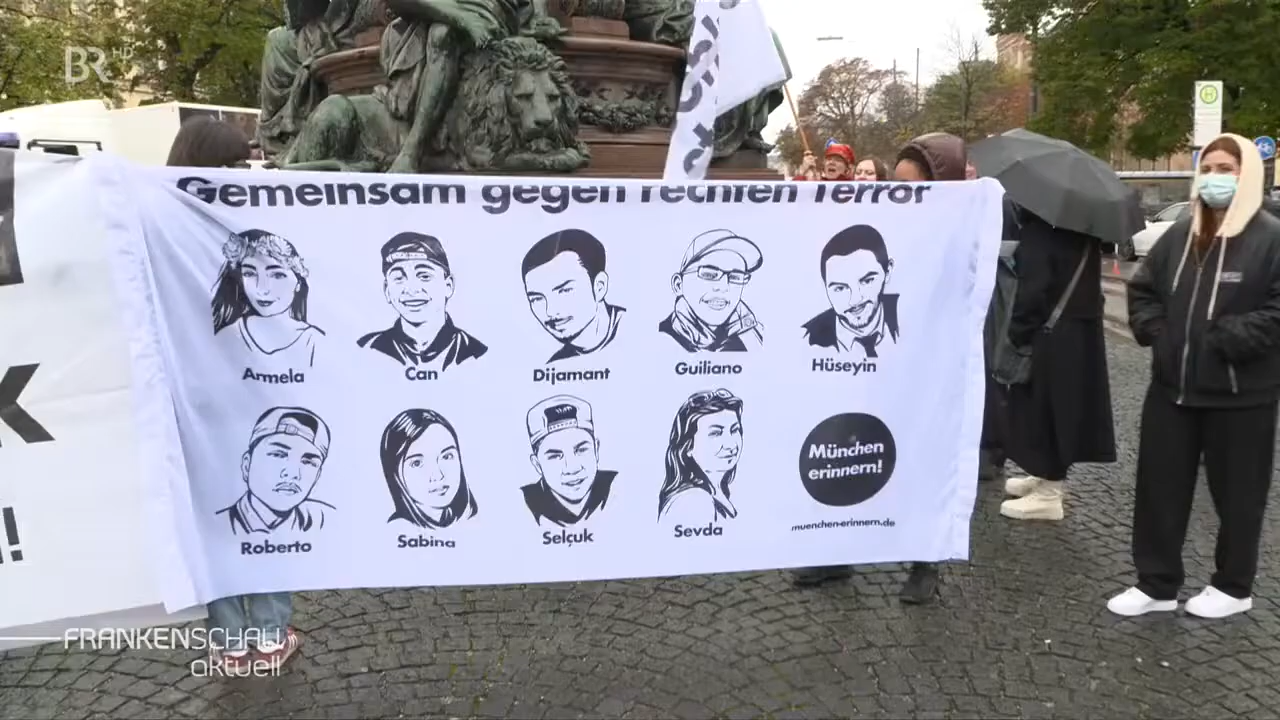 BR HD
Gemeinsam gegen rechten Terror
Armela
Can
Dijamant
Guiliano
Hüseyin
Roberto
Sabina
Selçuk
Sevda
München
erinnern!
muenchen-erinnern.de
H
K
!
FRANKENSCHAU
aktuell